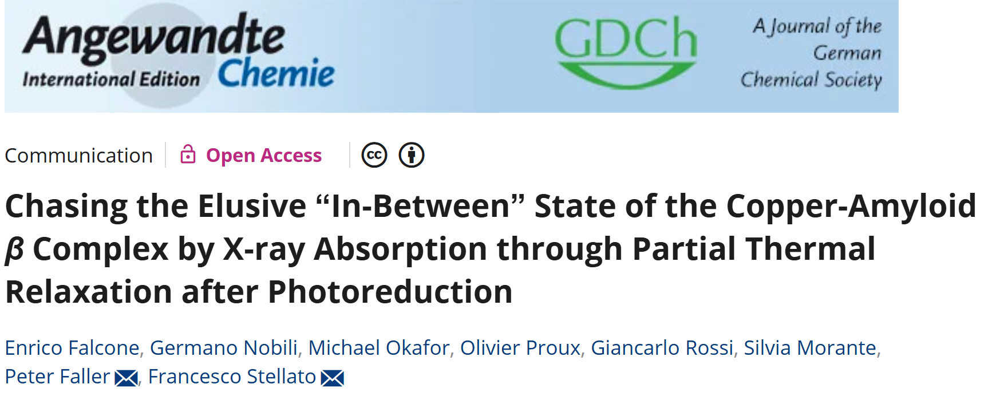 Angewandte
International Edition Chemie
GDCh
A Journal of the
German
Chemical Society
Communication Open Access cc
Chasing the Elusive “In-Between” State of the Copper-Amyloid
β Complex by X-ray Absorption through Partial Thermal
Relaxation after Photoreduction
Enrico Falcone, Germano Nobili, Michael Okafor, Olivier Proux, Giancarlo Rossi, Silvia Morante,
Peter Faller, Francesco Stellato